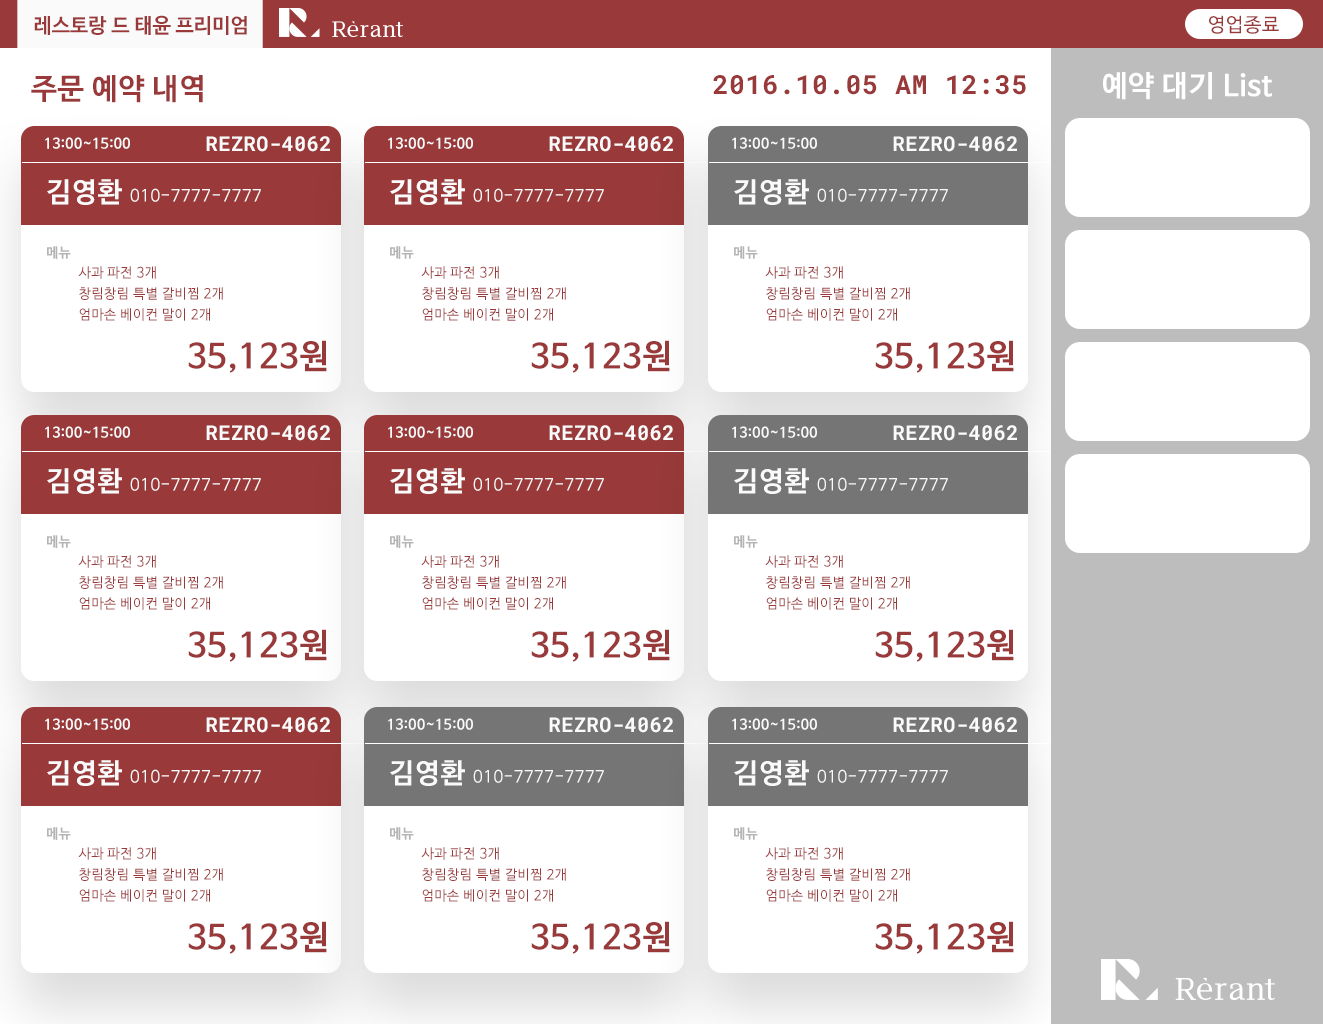 레스토랑 드 태윤 프리미엄
Rėrant
영업종료
주문 예약 내역
2016.10.05 AM 12:35
13:00~15:00 REZRO-4062
김영환 010-7777-7777
메뉴
사과 파전 3개
창림창림 특별 갈비찜 2개
엄마손 베이컨 말이 2개
35,123원
13:00~15:00 REZRO-4062
김영환 010-7777-7777
메뉴
사과 파전 3개
창림창림 특별 갈비찜 2개
엄마손 베이컨 말이 2개
35,123원
13:00~15:00 REZRO-4062
김영환 010-7777-7777
메뉴
사과 파전 3개
창림창림 특별 갈비찜 2개
엄마손 베이컨 말이 2개
35,123원
13:00~15:00 REZRO-4062
김영환 010-7777-7777
메뉴
사과 파전 3개
창림창림 특별 갈비찜 2개
엄마손 베이컨 말이 2개
35,123원
13:00~15:00 REZRO-4062
김영환 010-7777-7777
메뉴
사과 파전 3개
창림창림 특별 갈비찜 2개
엄마손 베이컨 말이 2개
35,123원
13:00~15:00 REZRO-4062
김영환 010-7777-7777
메뉴
사과 파전 3개
창림창림 특별 갈비찜 2개
엄마손 베이컨 말이 2개
35,123원
13:00~15:00 REZRO-4062
김영환 010-7777-7777
메뉴
사과 파전 3개
창림창림 특별 갈비찜 2개
엄마손 베이컨 말이 2개
35,123원
13:00~15:00 REZRO-4062
김영환 010-7777-7777
메뉴
사과 파전 3개
창림창림 특별 갈비찜 2개
엄마손 베이컨 말이 2개
35,123원
13:00~15:00 REZRO-4062
김영환 010-7777-7777
메뉴
사과 파전 3개
창림창림 특별 갈비찜 2개
엄마손 베이컨 말이 2개
35,123원
예약 대기 List
Rėrant